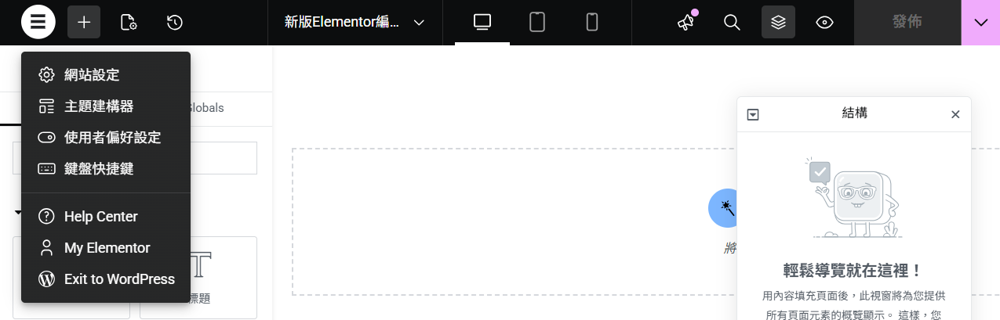 新版Elementor編...
發佈
網站設定
主題建構器
使用者偏好設定
鍵盤快捷鍵
Help Center
My Elementor
Exit to WordPress
Globals
標題
將
結構
輕鬆導覽就在這裡！
用內容填充頁面後，此視窗將為您提供
所有頁面元素的概覽顯示。 這樣，您